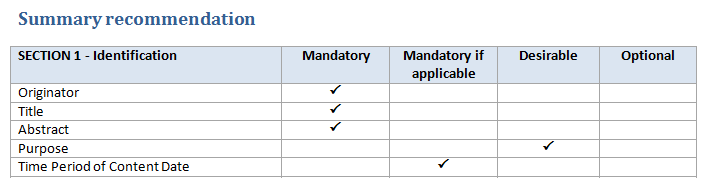 Summary recommendation
SECTION 1 - Identification Mandatory Mandatory if applicable Desirable Optional
Originator ✓
Title ✓
Abstract ✓
Purpose ✓
Time Period of Content Date ✓